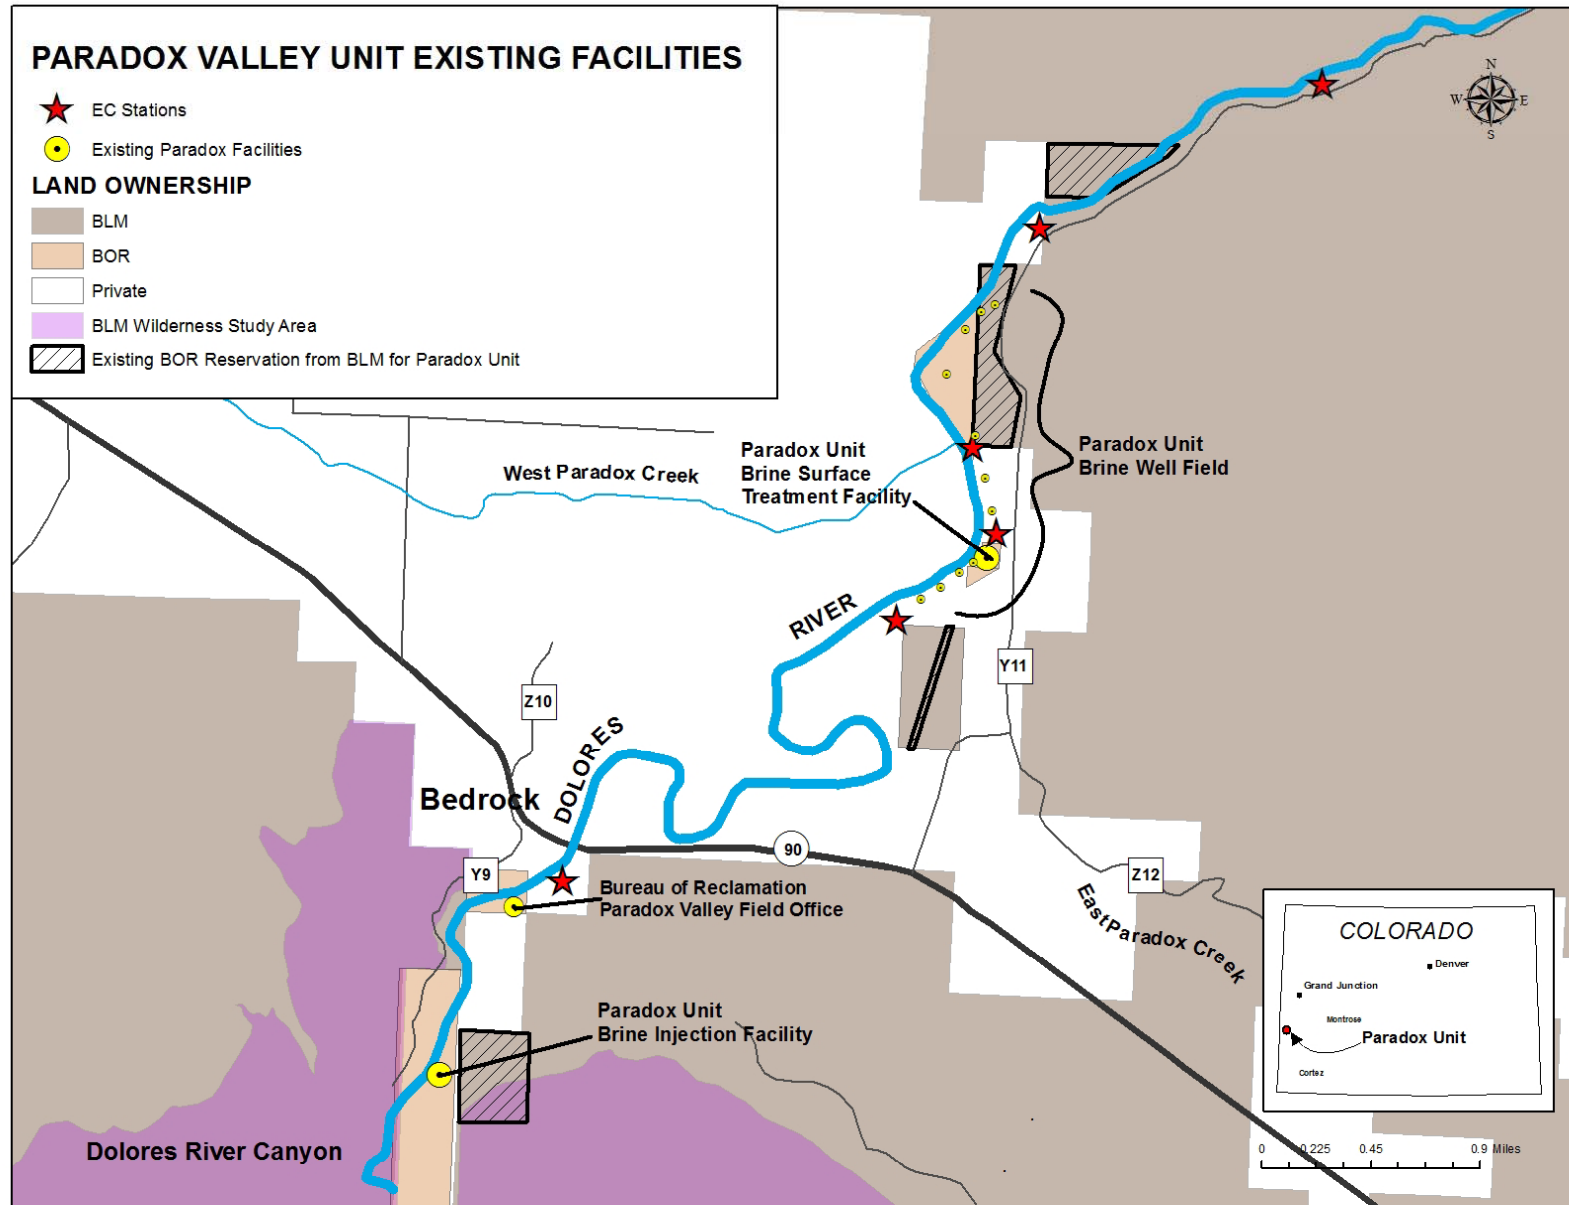 PARADOX VALLEY UNIT EXISTING FACILITIES
EC Stations
Existing Paradox Facilities
LAND OWNERSHIP
BLM
BOR
Private
BLM Wilderness Study Area
Existing BOR Reservation from BLM for Paradox Unit
N
W
E
S
West Paradox Creek
Paradox Unit
Brine Surface
Treatment Facility
Paradox Unit
Brine Well Field
RIVER
Y11
Z10
DOLORES
Bedrock
90
Y9
Z12
Bureau of Reclamation
Paradox Valley Field Office
East Paradox Creek
Paradox Unit
Brine Injection Facility
Dolores River Canyon
COLORADO
Denver
Grand Junction
Montrose
Paradox Unit
Cortez
0 0.225 0.45 0.9 Miles